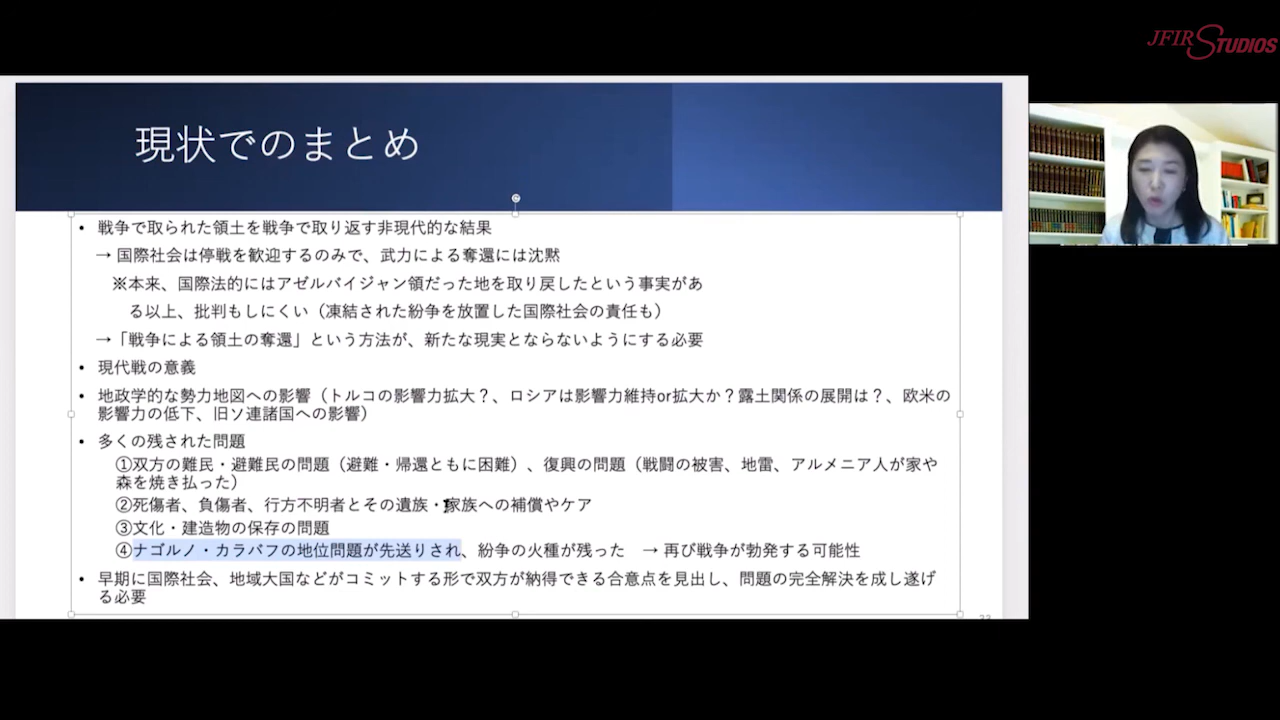 JFIR STUDIOS
現状でのまとめ
• 戦争で取られた領土を戦争で取り返す非現代的な結果
→ 国際社会は停戦を歓迎するのみで、武力による奪還には沈黙
※本来、国際法的にはアゼルバイジャン領だった地を取り戻したという事実があ
る以上、批判もしにくい（凍結された紛争を放置した国際社会の責任も）
→「戦争による領土の奪還」という方法が、新たな現実とならないようにする必要
• 現代戦の意義
• 地政学的な勢力地図への影響（トルコの影響力拡大？、ロシアは影響力維持or拡大か？露土関係の展開は？、欧米の
影響力の低下、旧ソ連諸国への影響）
• 多くの残された問題
①双方の難民・避難民の問題（避難・帰還ともに困難）、復興の問題（戦闘の被害、地雷、アルメニア人が家や
森を焼き払った）
②死傷者、負傷者、行方不明者とその遺族・家族への補償やケア
③文化・建造物の保存の問題
④ナゴルノ・カラバフの地位問題が先送りされ、紛争の火種が残った　→ 再び戦争が勃発する可能性
• 早期に国際社会、地域大国などがコミットする形で双方が納得できる合意点を見出し、問題の完全解決を成し遂げ
る必要